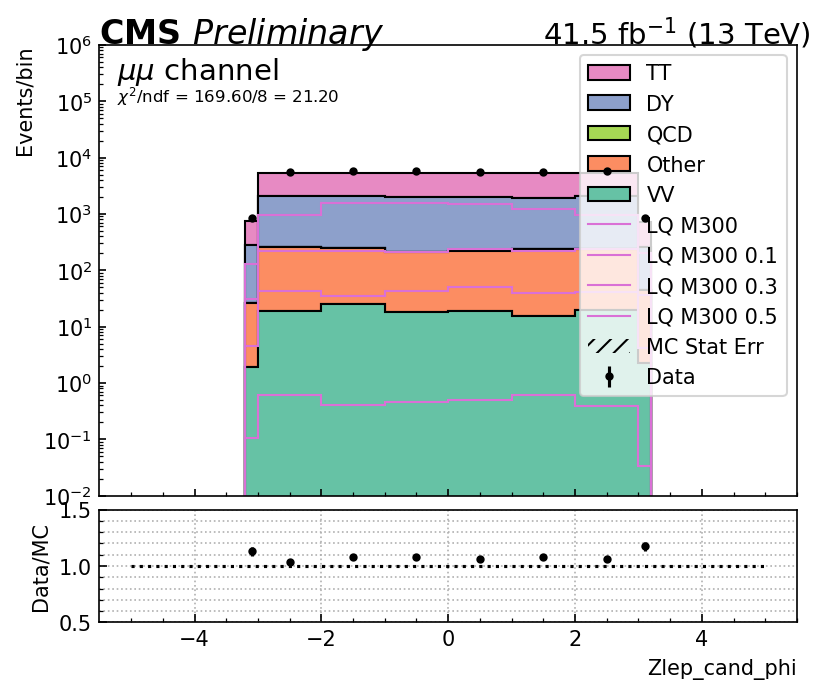 CMS Preliminary 41.5 fb⁻¹ (13 TeV)
μμ channel
χ²/ndf = 169.60/8 = 21.20
Events/bin
10⁶
10⁵
10⁴
10³
10²
10¹
10⁰
10⁻¹
10⁻²
TT
DY
QCD
Other
VV
LQ M300
LQ M300 0.1
LQ M300 0.3
LQ M300 0.5
MC Stat Err
Data
Data/MC
1.5
1.0
0.5
−4 −2 0 2 4
Zlep_cand_phi